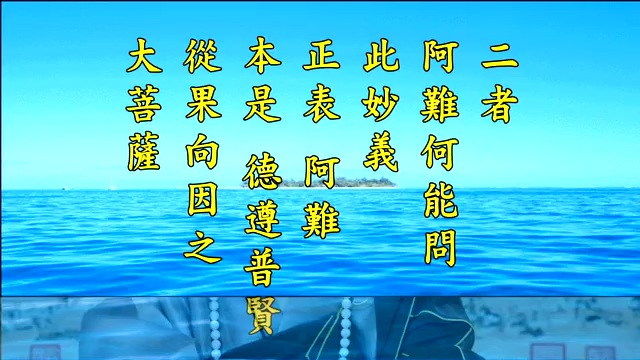 二者
阿難何能問
此妙義
正表 阿難
本是 德遵普賢
從果向因之
大菩薩